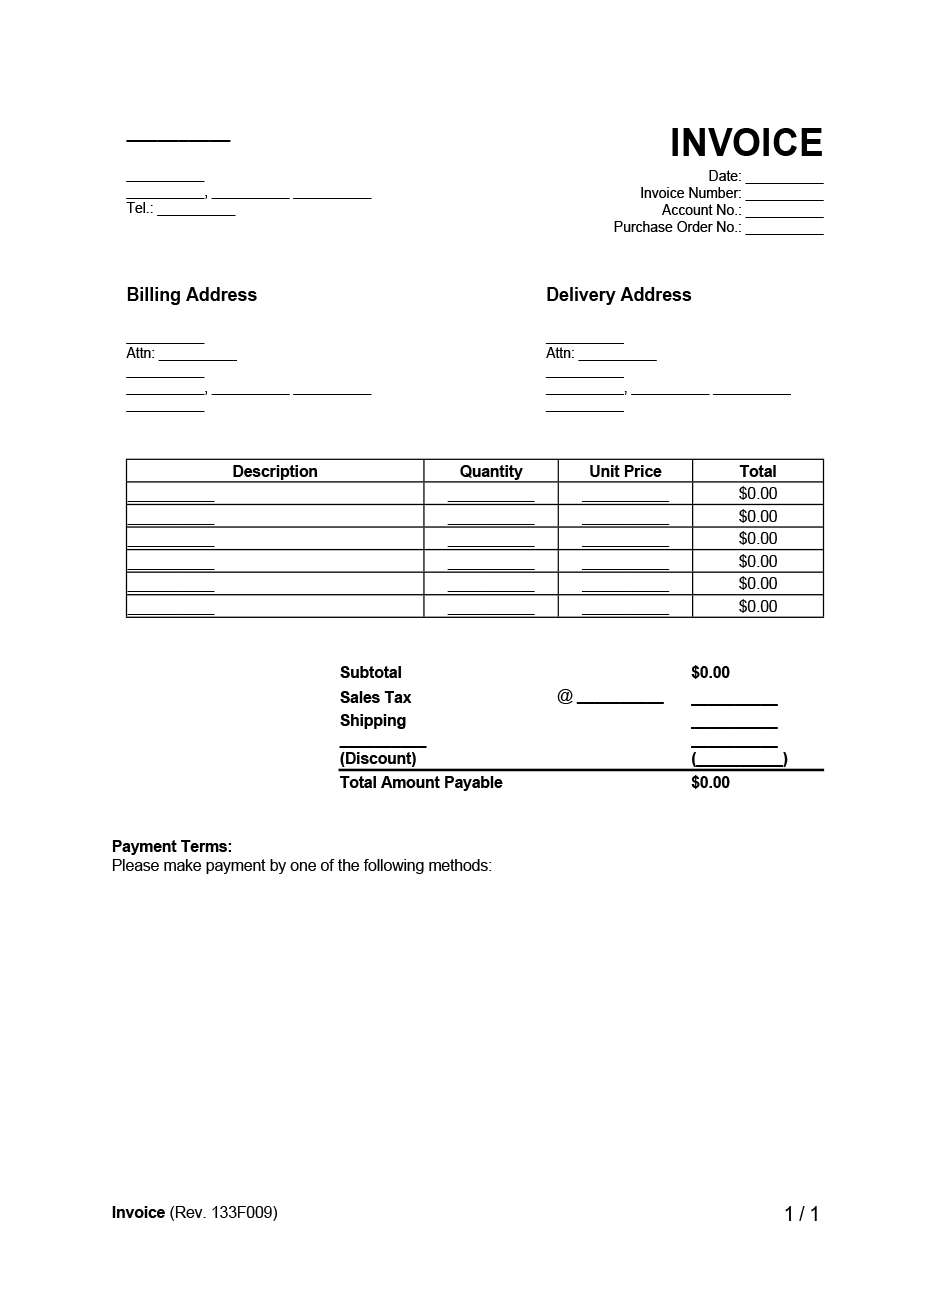 __________
INVOICE
__________
__________, __________ __________
Tel.: __________
Date: __________
Invoice Number: __________
Account No.: __________
Purchase Order No.: __________
Billing Address
__________
Attn: __________
__________
__________, __________ __________
__________
Delivery Address
__________
Attn: __________
__________
__________, __________ __________
__________
Description Quantity Unit Price Total
__________ __________ __________ $0.00
__________ __________ __________ $0.00
__________ __________ __________ $0.00
__________ __________ __________ $0.00
__________ __________ __________ $0.00
__________ __________ __________ $0.00
Subtotal $0.00
Sales Tax @ __________ __________
Shipping __________
__________ __________
(Discount) (__________)
Total Amount Payable $0.00
Payment Terms:
Please make payment by one of the following methods:
Invoice (Rev. 133F009) 1 / 1